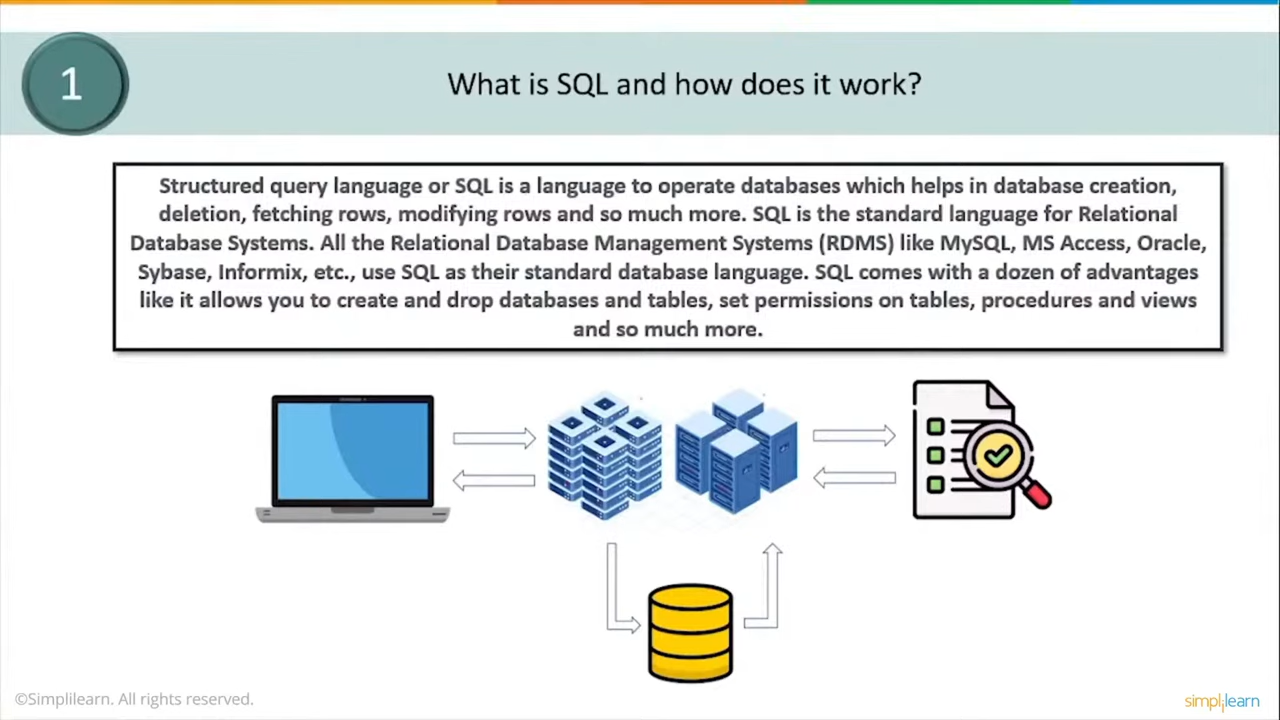 1
What is SQL and how does it work?
Structured query language or SQL is a language to operate databases which helps in database creation,
deletion, fetching rows, modifying rows and so much more. SQL is the standard language for Relational
Database Systems. All the Relational Database Management Systems (RDMS) like MySQL, MS Access, Oracle,
Sybase, Informix, etc., use SQL as their standard database language. SQL comes with a dozen of advantages
like it allows you to create and drop databases and tables, set permissions on tables, procedures and views
and so much more.
©Simplilearn. All rights reserved.
simplilearn